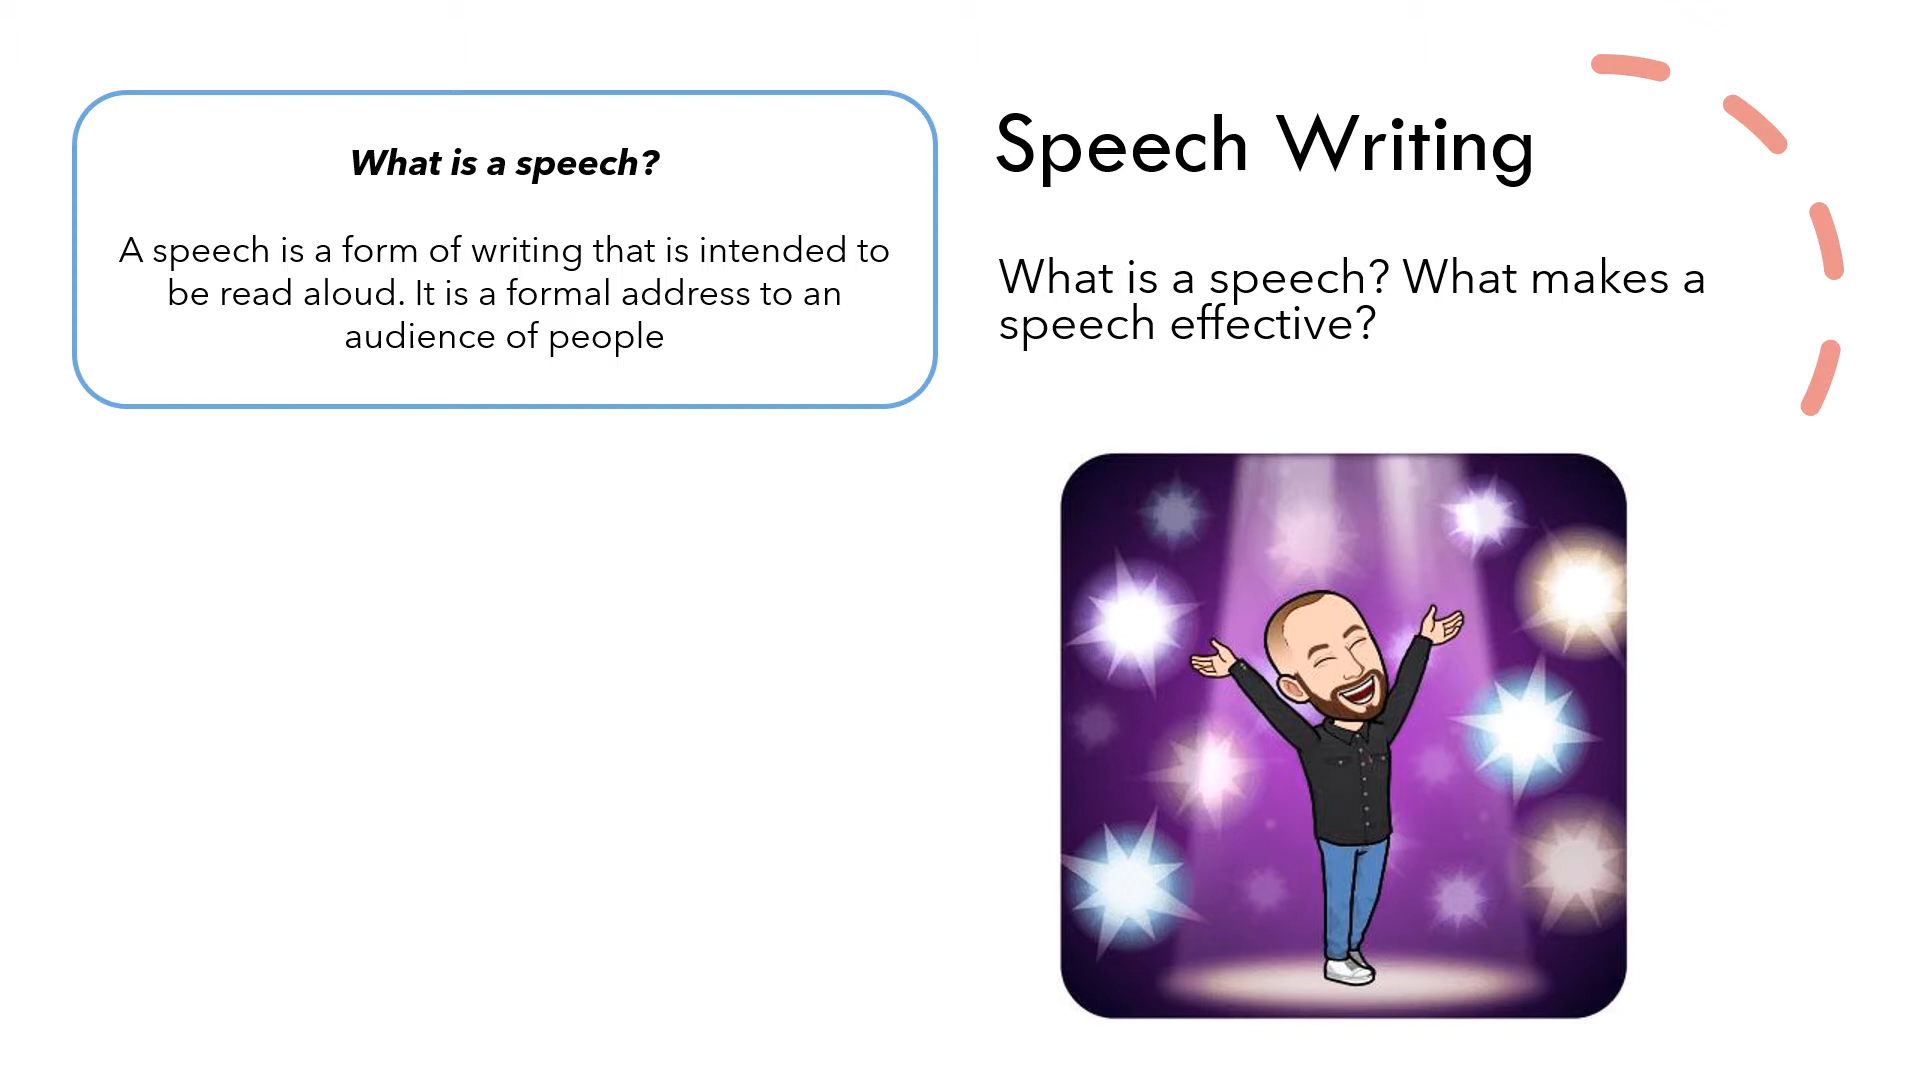 What is a speech?
A speech is a form of writing that is intended to
be read aloud. It is a formal address to an
audience of people
Speech Writing
What is a speech? What makes a
speech effective?